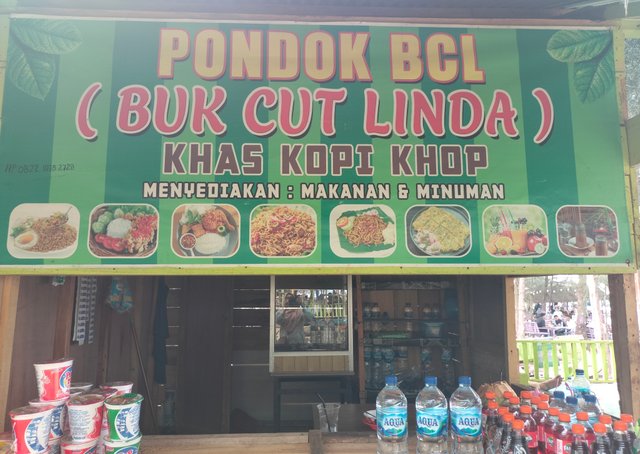 PONDOK BCL
( BUK CUT LINDA )
KHAS KOPI KHOP
MENYEDIAKAN : MAKANAN & MINUMAN
AQUA AQUA AQUA